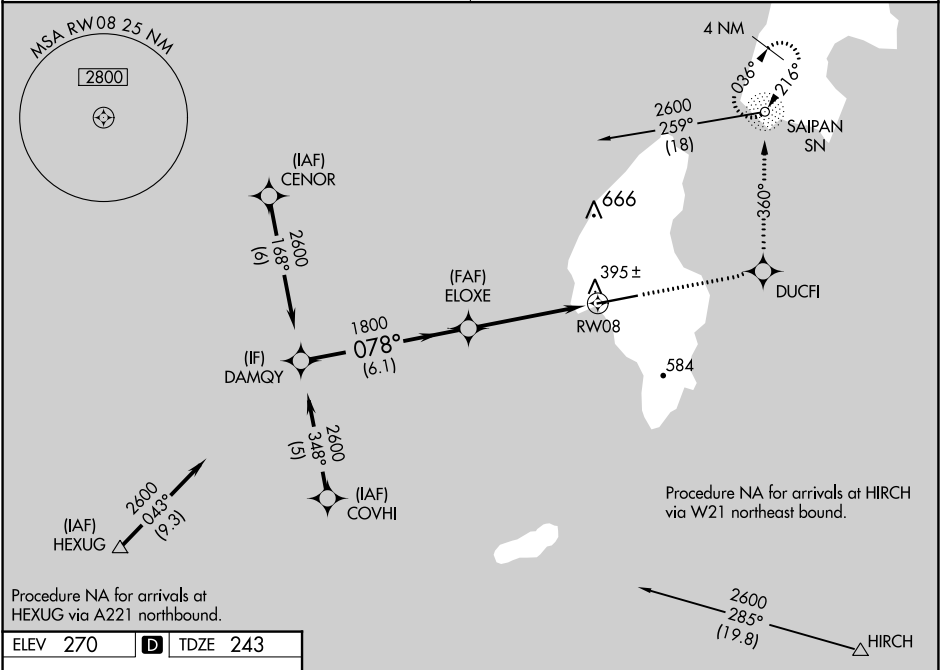 MSA RW08 25 NM
2800
4 NM
036°
216°
2600
259°
(18)
SAIPAN
SN
(IAF)
CENOR
2600
168°
(6)
666
360°
395±
(FAF)
ELOXE
DUCFI
RW08
1800
078°
(6.1)
(IF)
DAMQY
584
2600
348°
(5)
(IAF)
COVHI
2600
043°
(9.3)
(IAF)
HEXUG
Procedure NA for arrivals at HIRCH
via W21 northeast bound.
Procedure NA for arrivals at
HEXUG via A221 northbound.
2600
285°
(19.8)
HIRCH
ELEV 270 D TDZE 243